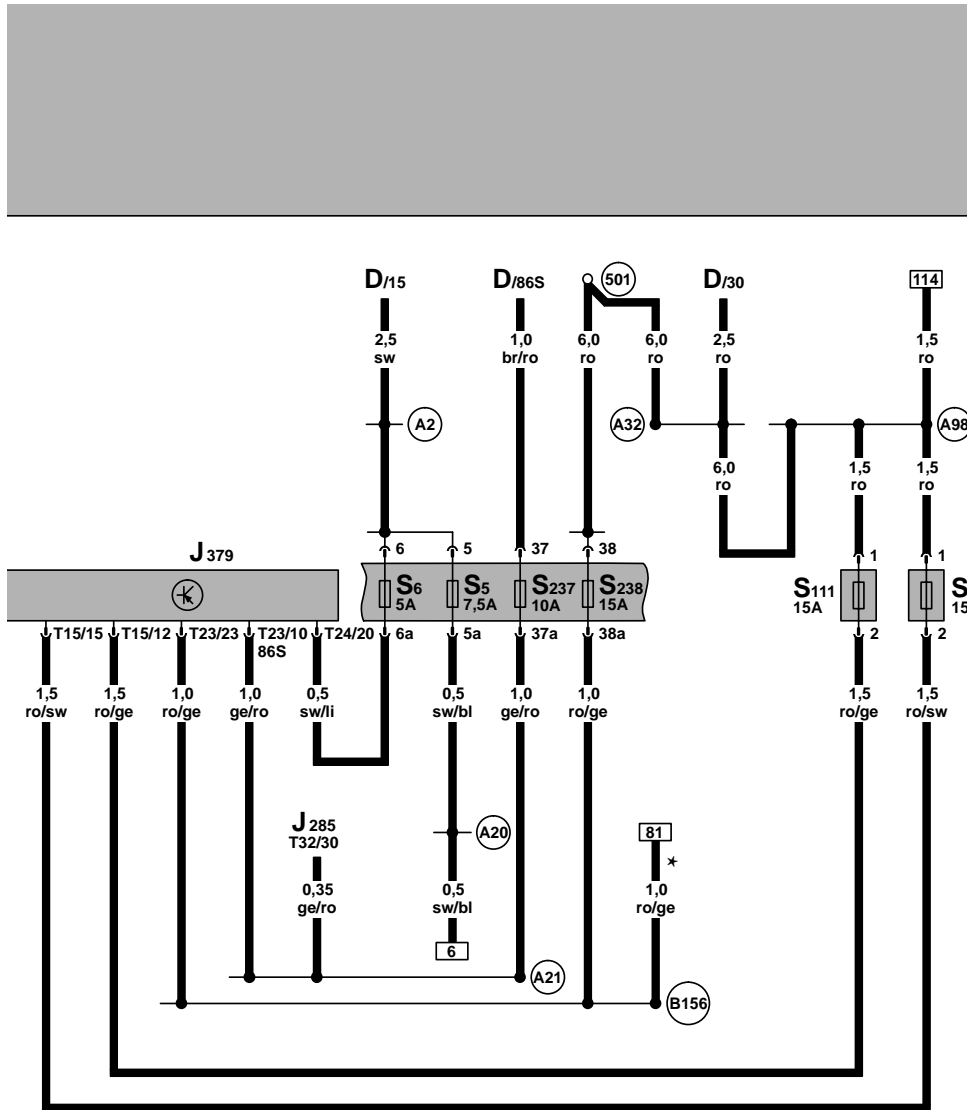 D/15 D/86S 501 D/30 114
2,5 1,0 6,0 6,0 2,5 1,5
sw br/ro ro ro ro ro
A2 A32 A98
6,0 1,5 1,5
ro ro ro
J 379 6 5 37 38 1 1
S6 S5 S237 S238 S111 S
5A 7,5A 10A 15A 15A 15
T15/15 T15/12 T23/23 T23/10 T24/20 6a 5a 37a 38a 2 2
86S
1,5 1,5 1,0 1,0 0,5 0,5 1,0 1,0 1,5 1,5
ro/sw ro/ge ro/ge ge/ro sw/li sw/bl ge/ro ro/ge ro/ge ro/sw
J 285 A20 81
T32/30 *
0,35 0,5 1,0
ge/ro sw/bl ro/ge
6
A21
B156